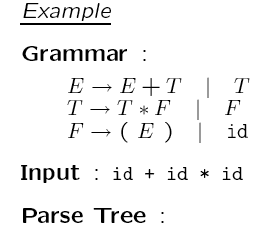 Example
Grammar :
E → E + T | T
T → T * F | F
F → ( E ) | id
Input : id + id * id
Parse Tree :